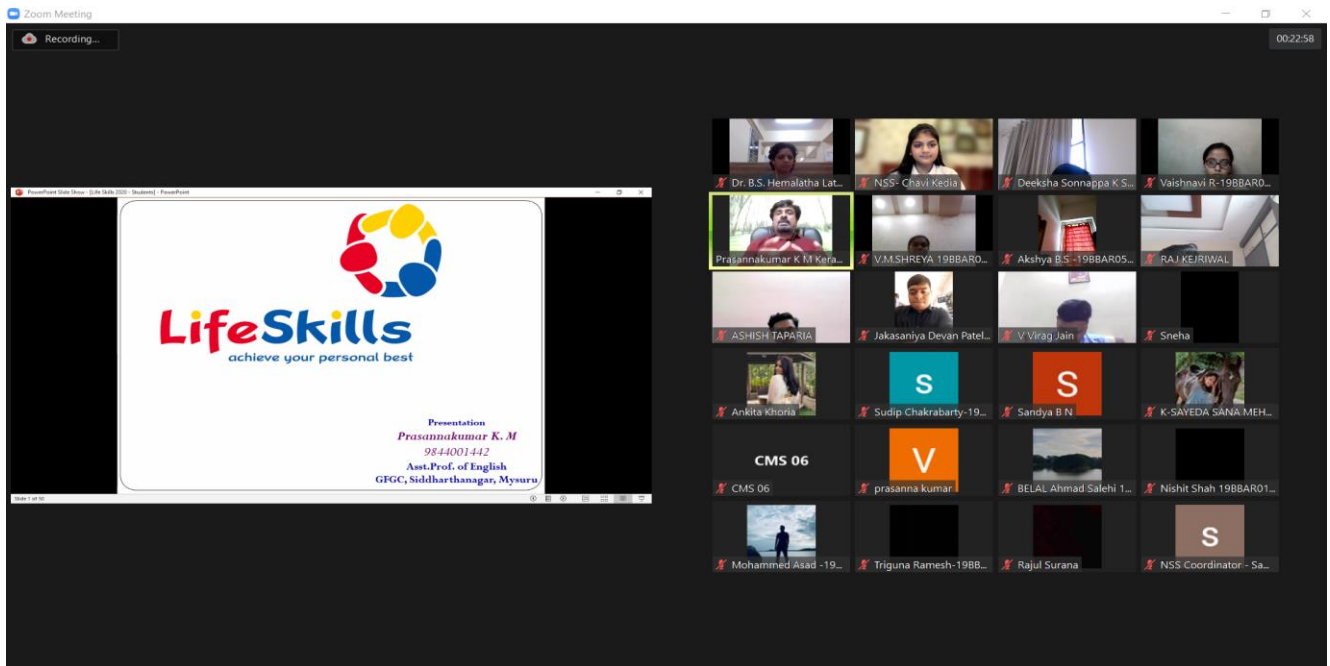 Zoom Meeting
Recording...
00:22:58
PowerPoint Slide Show - [Life Skills 2020 - Students] - PowerPoint
LifeSkills
achieve your personal best
Presentation
Prasannakumar K. M
9844001442
Asst.Prof. of English
GFGC, Siddharthanagar, Mysuru
Slide 1 of 50
Dr. B.S. Hemalatha Lat...
NSS- Chavi Kedia
Deeksha Sonnappa K S...
Vaishnavi R-19BBAR0...
Prasannakumar K M Kera...
V.M.SHREYA 19BBAR0...
Akshya B.S -19BBAR05...
RAJ KEJRIWAL
ASHISH TAPARIA
Jakasaniya Devan Patel...
V Virag Jain
Sneha
Ankita Khoria
S
Sudip Chakrabarty-19...
S
Sandya B N
K-SAYEDA SANA MEH...
CMS 06
CMS 06
V
prasanna kumar
BELAL Ahmad Salehi 1...
Nishit Shah 19BBAR01...
Mohammed Asad -19...
Triguna Ramesh-19BB...
Rajul Surana
S
NSS Coordinator - Sa...